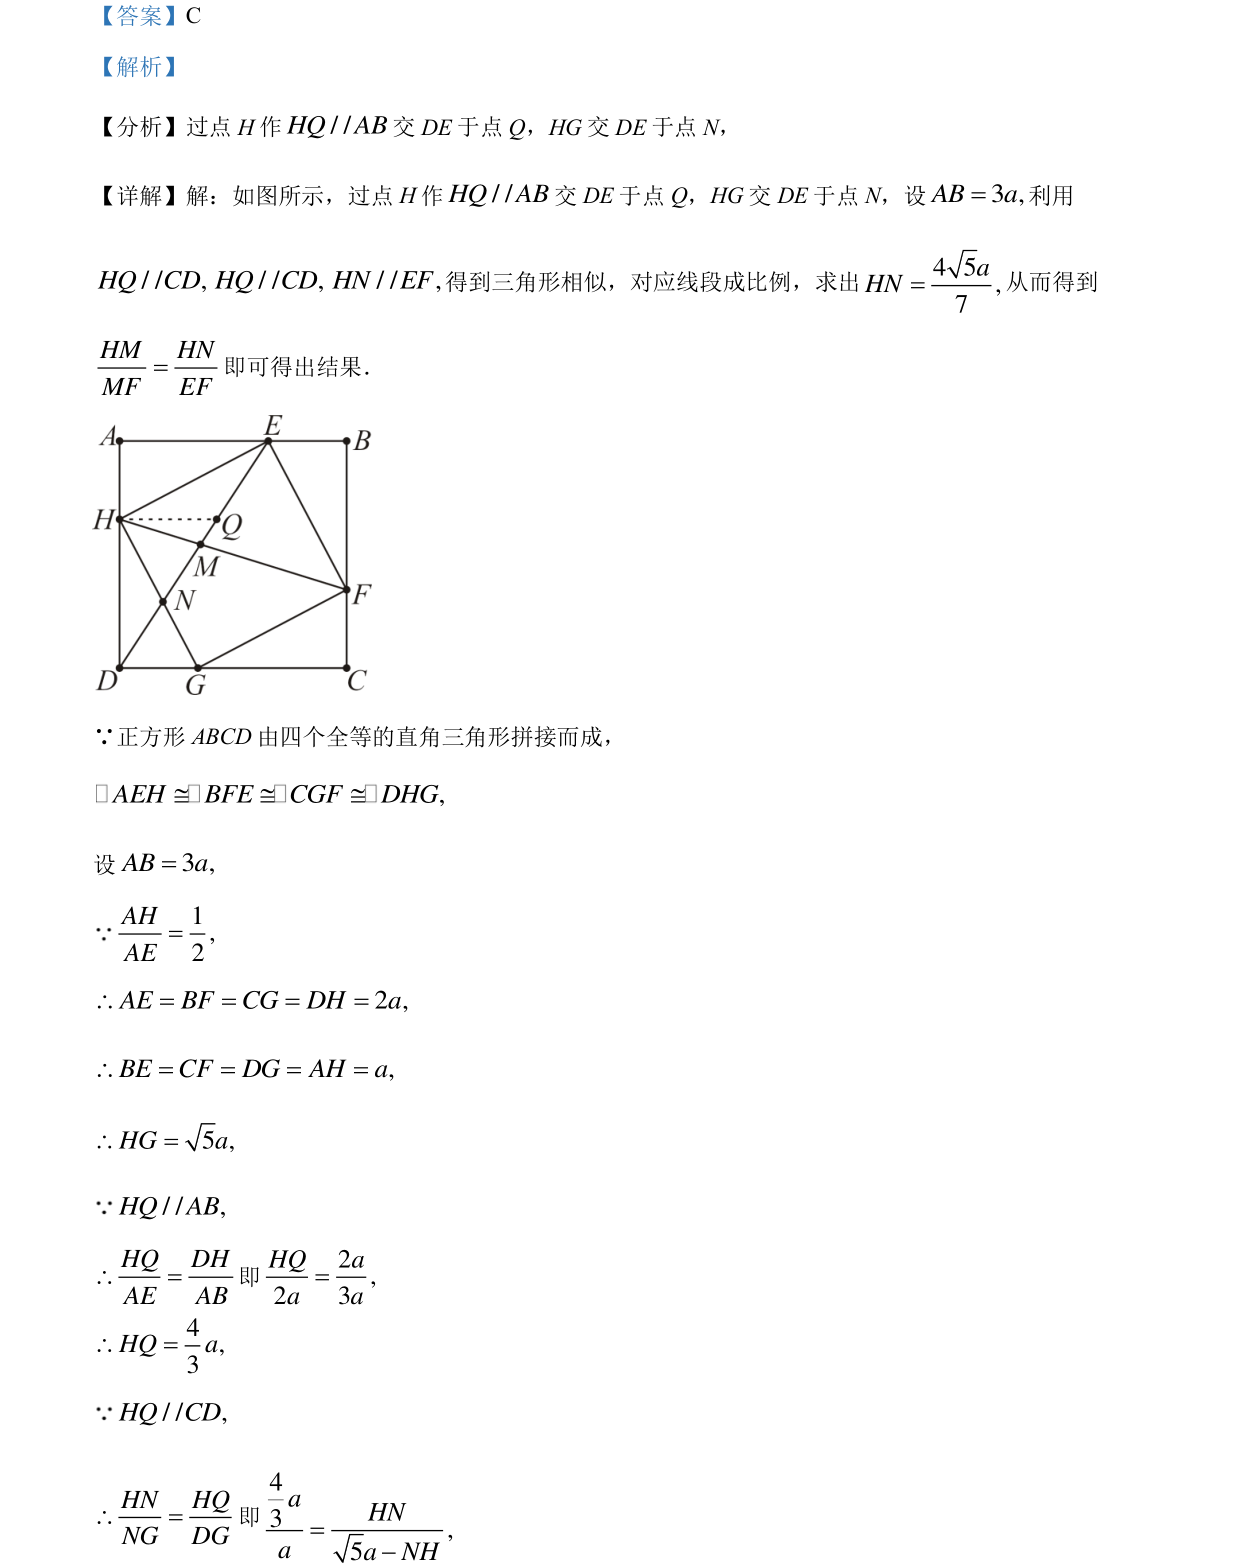 【答案】C
【解析】
【分析】过点 H 作 HQ//AB 交 DE 于点 Q，HG 交 DE 于点 N，
【详解】解：如图所示，过点 H 作 HQ//AB 交 DE 于点 Q，HG 交 DE 于点 N，设 AB = 3a, 利用
HQ//CD, HQ//CD, HN//EF, 得到三角形相似，对应线段成比例，求出 HN = 4√5a/7, 从而得到
HM/MF = HN/EF 即可得出结果．
A
E
B
H
Q
M
F
N
D
G
C
∵正方形 ABCD 由四个全等的直角三角形拼接而成，
□AEH ≅□BFE ≅□CGF ≅□DHG,
设 AB = 3a,
∵ AH/AE = 1/2,
∴ AE = BF = CG = DH = 2a,
∴ BE = CF = DG = AH = a,
∴ HG = √5a,
∵ HQ//AB,
∴ HQ/AE = DH/AB 即 HQ/2a = 2a/3a,
∴ HQ = 4/3 a,
∵ HQ//CD,
∴ HN/NG = HQ/DG 即 (4/3 a)/a = HN/(√5a − NH),